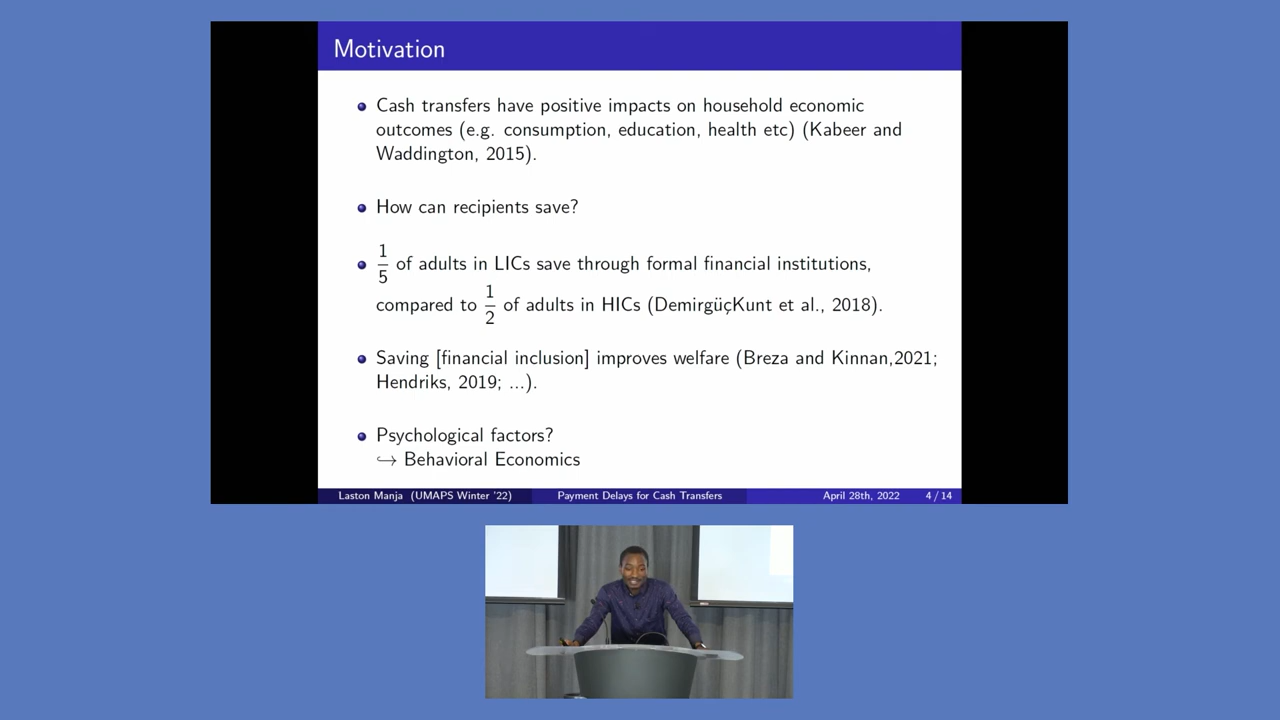 Motivation
Cash transfers have positive impacts on household economic
outcomes (e.g. consumption, education, health etc) (Kabeer and
Waddington, 2015).
How can recipients save?
1/5 of adults in LICs save through formal financial institutions,
compared to 1/2 of adults in HICs (DemirgüçKunt et al., 2018).
Saving [financial inclusion] improves welfare (Breza and Kinnan,2021;
Hendriks, 2019; ...).
Psychological factors?
↪ Behavioral Economics
Laston Manja (UMAPS Winter '22) Payment Delays for Cash Transfers April 28th, 2022 4 / 14